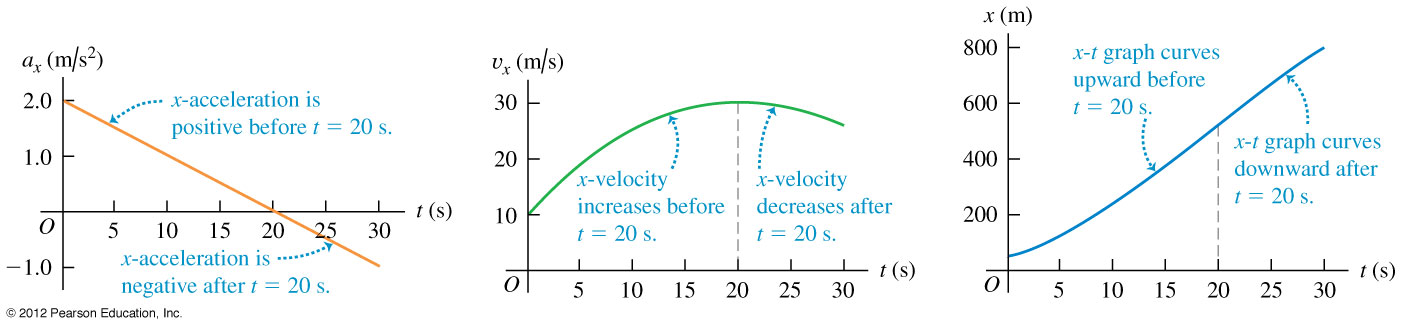 aₓ (m/s²)
2.0
1.0
O
−1.0
5 10 15 20 25 30
t (s)
x-acceleration is
positive before t = 20 s.
x-acceleration is
negative after t = 20 s.
υₓ (m/s)
30
20
10
O
5 10 15 20 25 30
t (s)
x-velocity
increases before
t = 20 s.
x-velocity
decreases after
t = 20 s.
x (m)
800
600
400
200
O
5 10 15 20 25 30
t (s)
x-t graph curves
upward before
t = 20 s.
x-t graph curves
downward after
t = 20 s.
© 2012 Pearson Education, Inc.